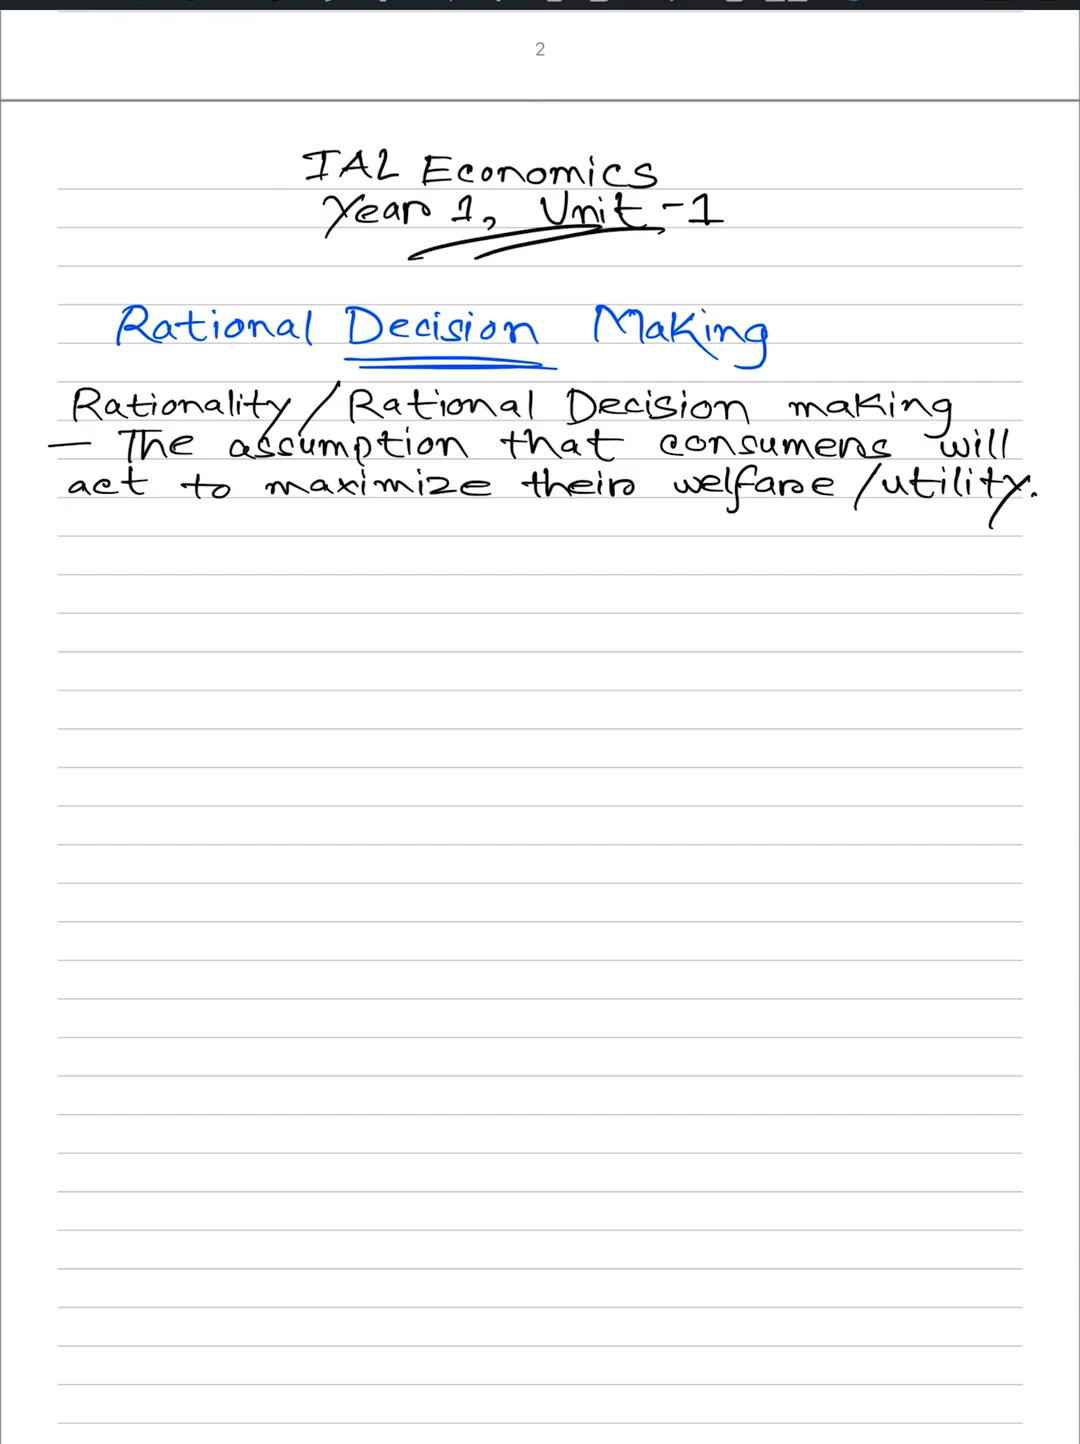 2
IAL Economics
Year 1, Unit-1
Rational Decision Making
Rationality/Rational Decision making
— The assumption that consumers will
act to maximize their welfare/utility.